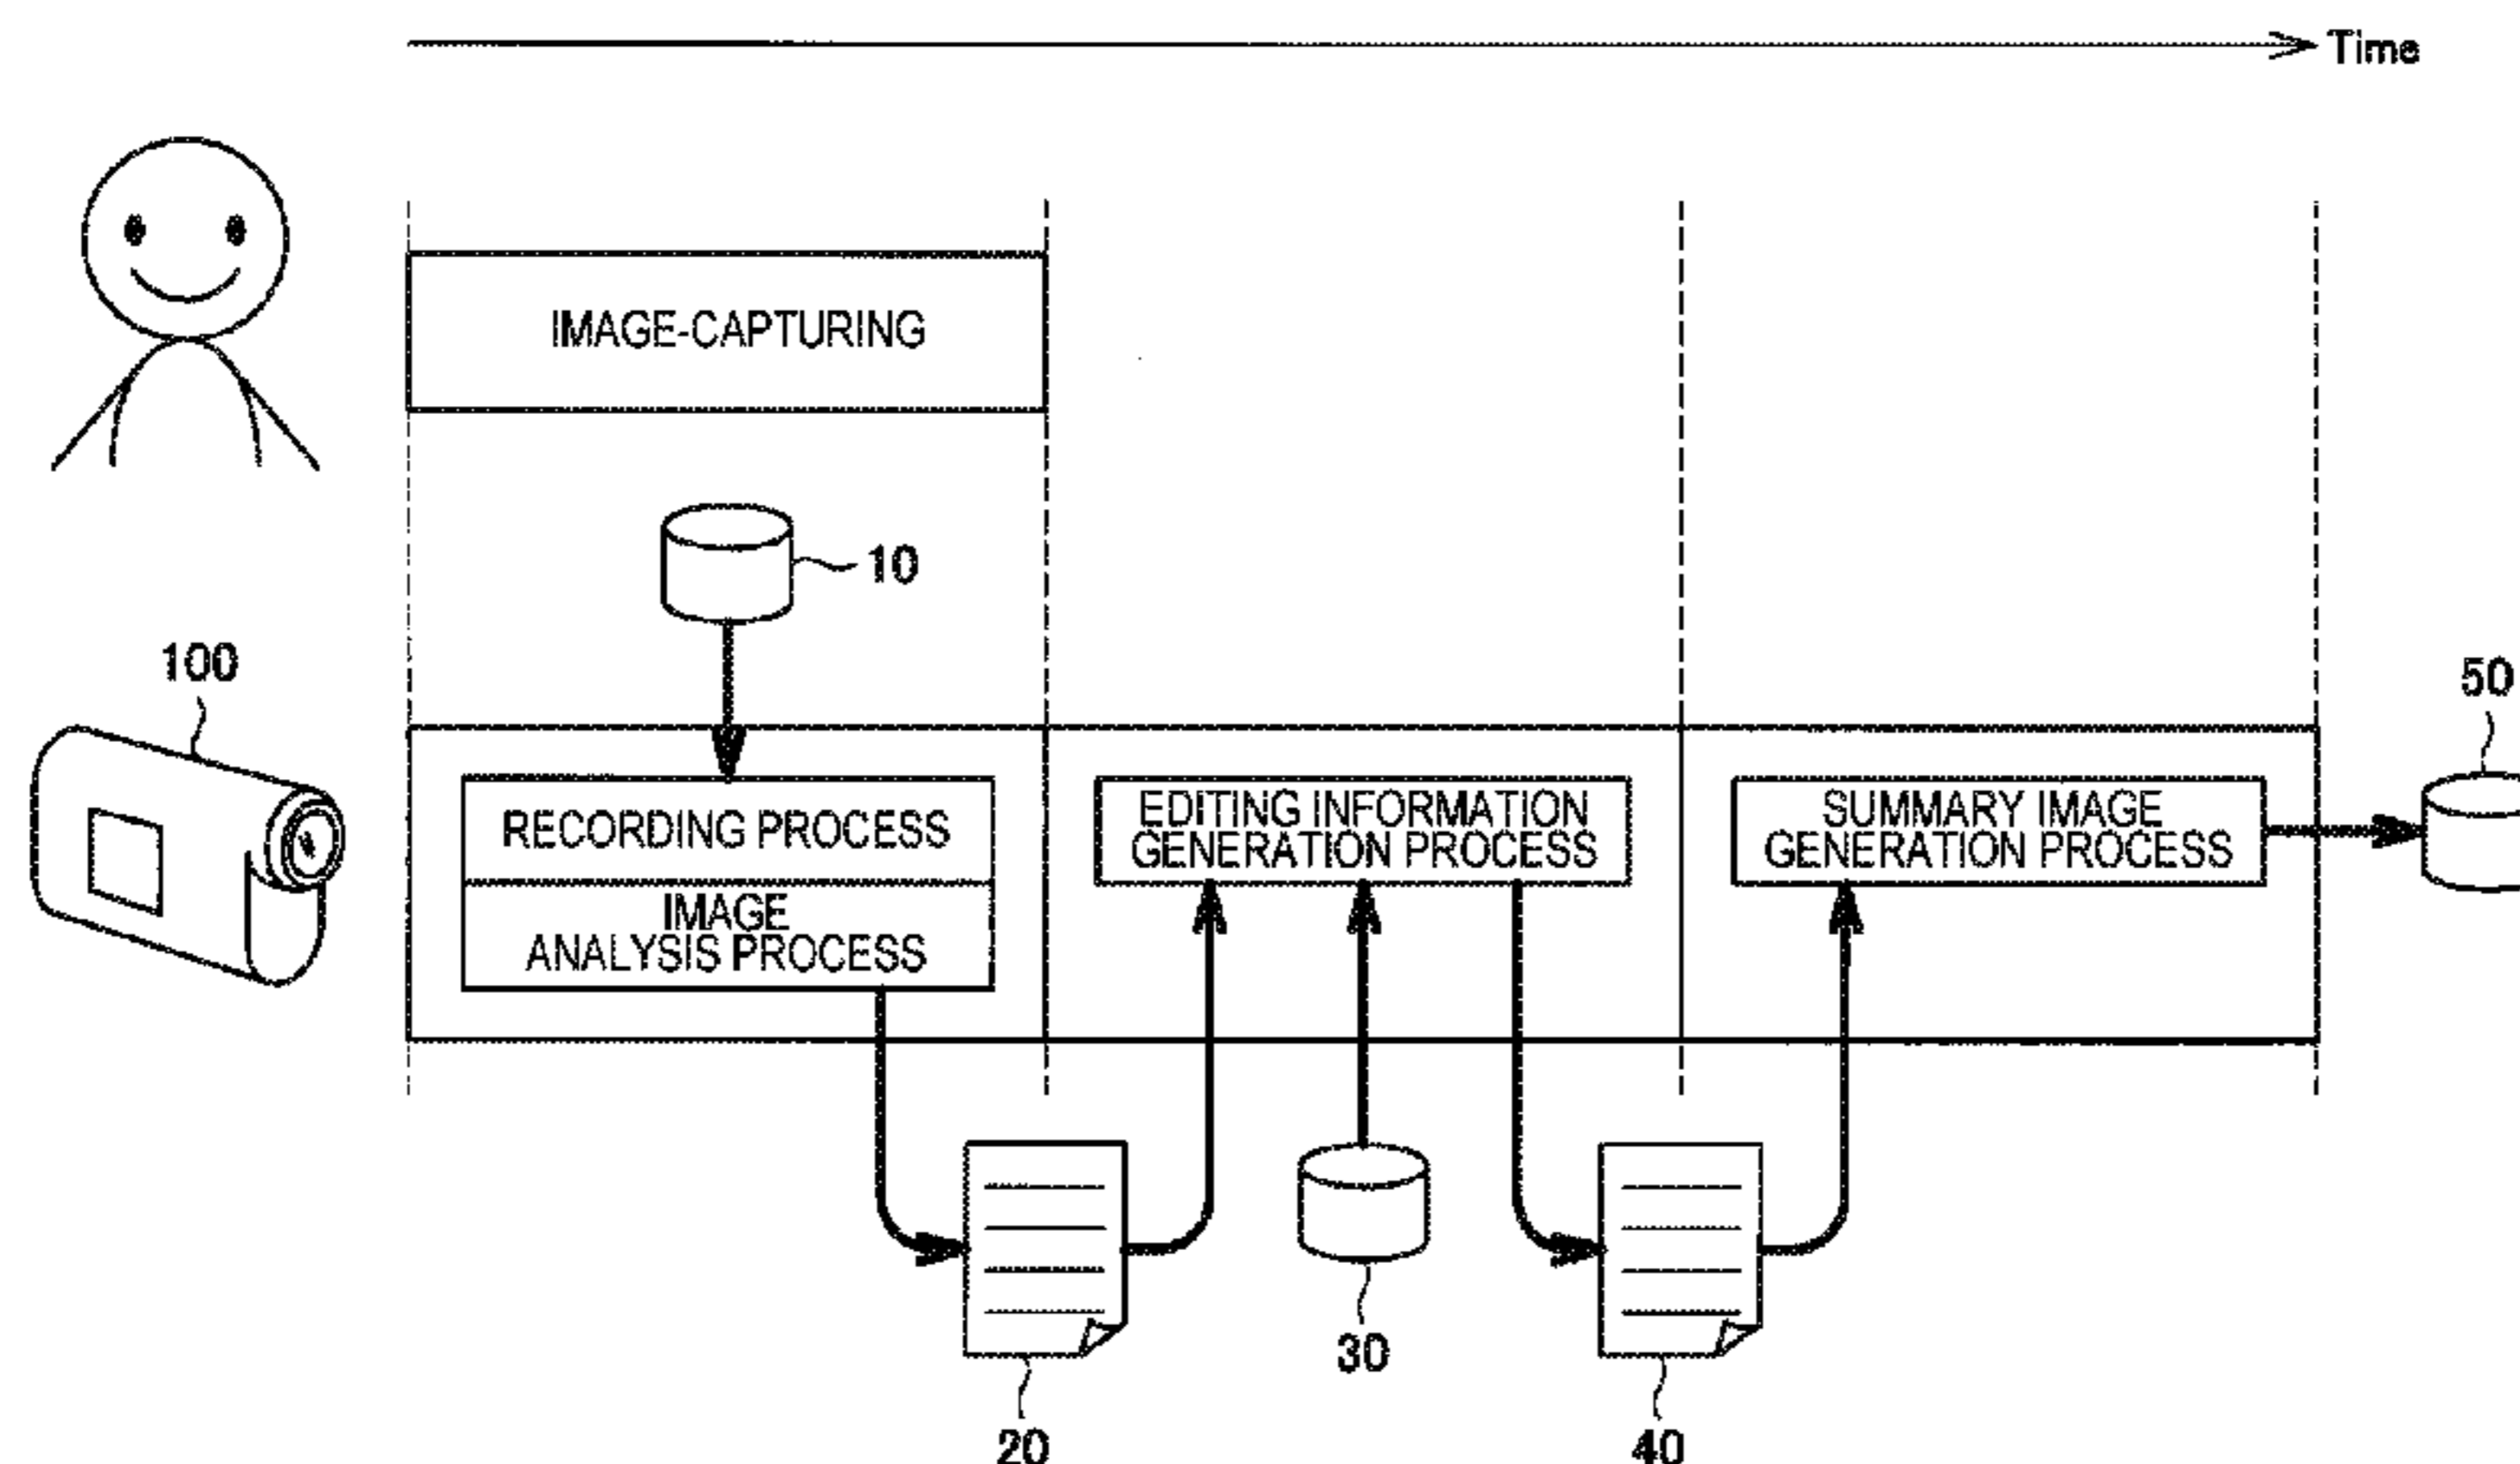 Time
IMAGE-CAPTURING
10
100
50
RECORDING PROCESS
IMAGE
ANALYSIS PROCESS
EDITING INFORMATION
GENERATION PROCESS
SUMMARY IMAGE
GENERATION PROCESS
30
20
40